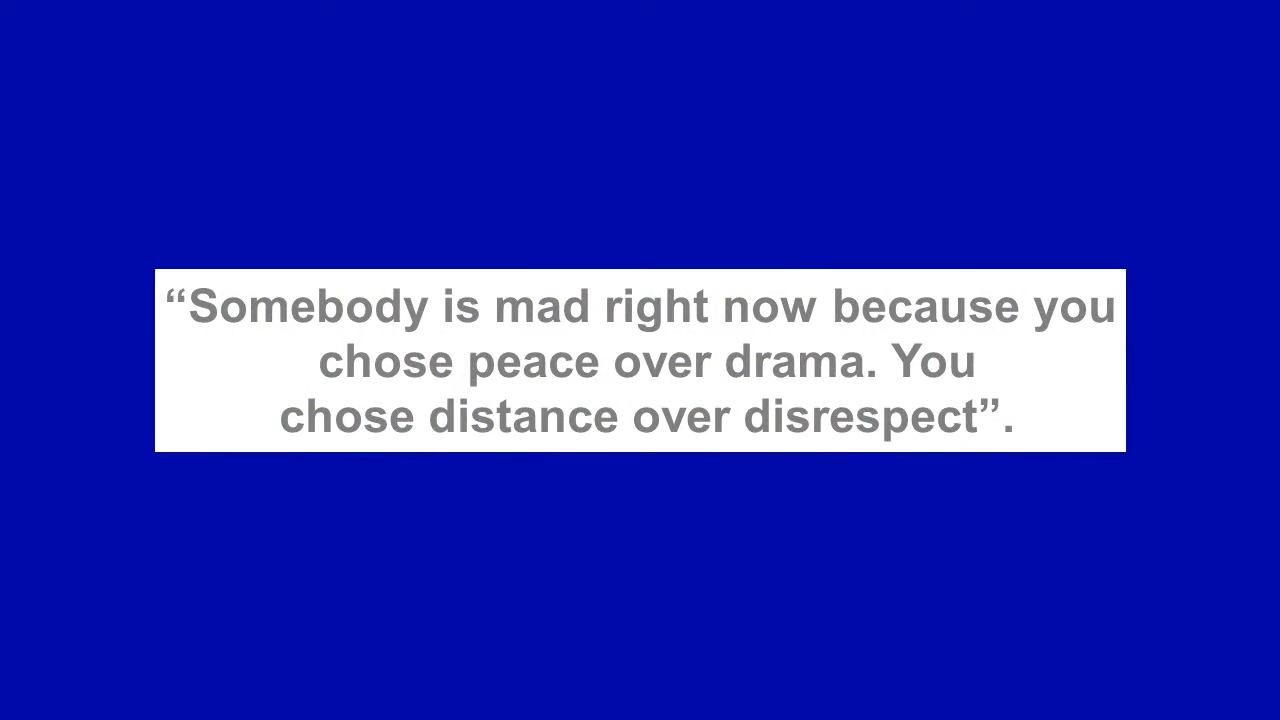 “Somebody is mad right now because you
chose peace over drama. You
chose distance over disrespect”.